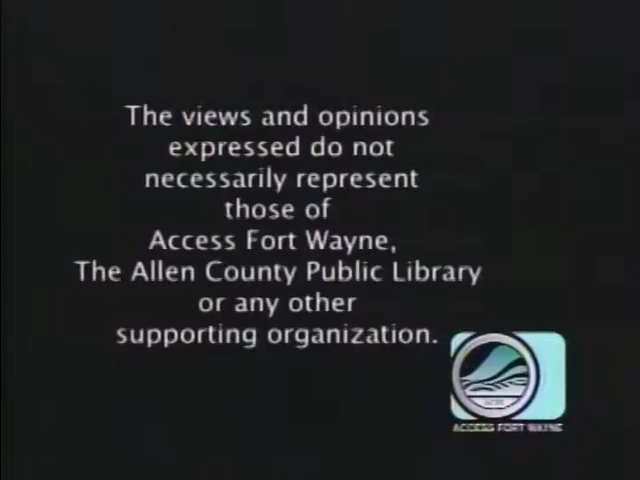 The views and opinions
expressed do not
necessarily represent
those of
Access Fort Wayne,
The Allen County Public Library
or any other
supporting organization.
ACCESS FORT WAYNE